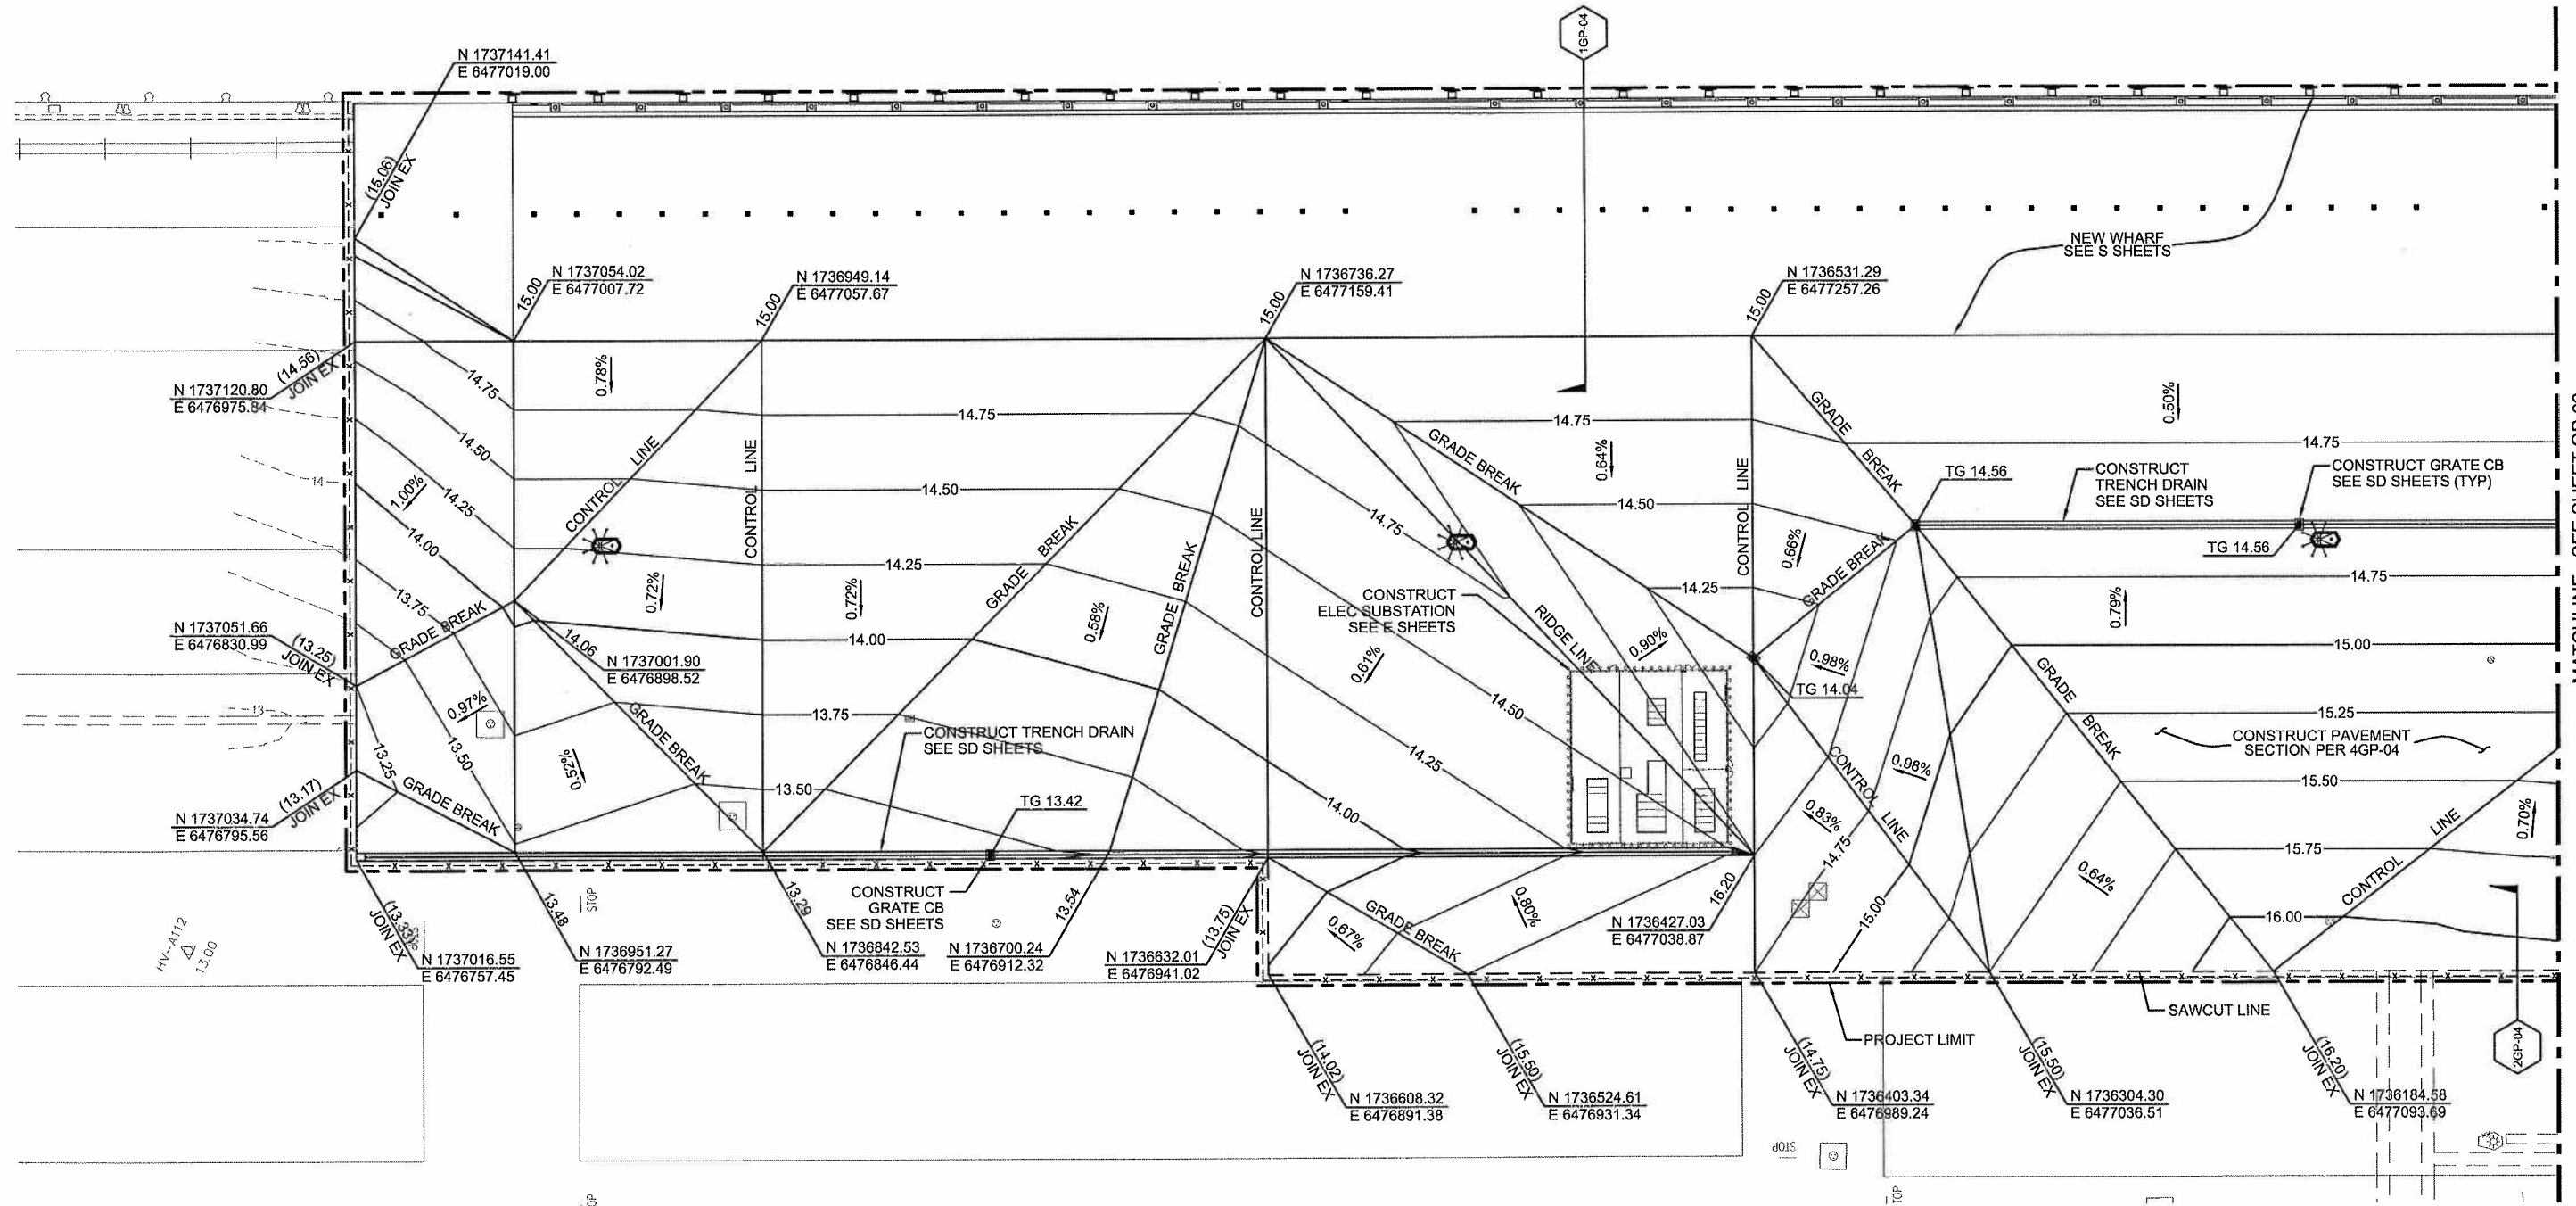 1GP-04
N 1737141.41
E 6477019.00
(15.06)
JOIN EX
NEW WHARF
SEE S SHEETS
N 1737054.02
E 6477007.72
15.00
N 1736949.14
E 6477057.67
15.00
N 1736736.27
E 6477159.41
15.00
N 1736531.29
E 6477257.26
15.00
(14.56)
JOIN EX
N 1737120.80
E 6476975.84
14.75
0.78%
14.75
14.75
14.75
0.50%
GRADE
BREAK
GRADE BREAK
0.64%
14.50
CONTROL LINE
CONTROL LINE
14.50
14.50
14
1.00%
14.25
14.00
14.25
CONTROL LINE
14.75
0.66%
CONTROL LINE
TG 14.56
CONSTRUCT
TRENCH DRAIN
SEE SD SHEETS
CONSTRUCT GRATE CB
SEE SD SHEETS (TYP)
TG 14.56
MATCHLINE - SEE SHEET
14.75
GRADE BREAK
GRADE BREAK
14.25
GRADE BREAK
0.79%
13.75
0.72%
0.72%
0.58%
CONSTRUCT
ELEC SUBSTATION
SEE E SHEETS
RIDGE LINE
0.90%
N 1737051.66
E 6476830.99
(13.25)
JOIN EX
GRADE BREAK
14.06
N 1737001.90
E 6476898.52
14.00
0.61%
0.98%
TG 14.04
15.00
GRADE
BREAK
13
0.97%
GRADE BREAK
13.75
CONSTRUCT TRENCH DRAIN
SEE SD SHEETS
14.50
15.25
CONSTRUCT PAVEMENT
SECTION PER 4GP-04
13.25
13.50
0.52%
14.25
0.98%
CONTROL LINE
15.50
(13.17)
JOIN EX
N 1737034.74
E 6476795.56
GRADE BREAK
13.50
TG 13.42
14.00
0.83%
14.75
CONTROL LINE
0.70%
15.75
0.64%
HV-A112
13.00
(13.33)
JOIN EX
STOP
N 1737016.55
E 6476757.45
13.48
STOP
N 1736951.27
E 6476792.49
13.29
CONSTRUCT
GRATE CB
SEE SD SHEETS
N 1736842.53
E 6476846.44
13.54
N 1736700.24
E 6476912.32
(13.75)
JOIN EX
N 1736632.01
E 6476941.02
0.67%
GRADE BREAK
0.80%
16.20
N 1736427.03
E 6477038.87
15.00
16.00
SAWCUT LINE
PROJECT LIMIT
2GP-04
(14.02)
JOIN EX
N 1736608.32
E 6476891.38
(15.50)
JOIN EX
N 1736524.61
E 6476931.34
(14.75)
JOIN EX
N 1736403.34
E 6476989.24
(15.50)
JOIN EX
N 1736304.30
E 6477036.51
(16.20)
JOIN EX
N 1736184.58
E 6477093.69
STOP